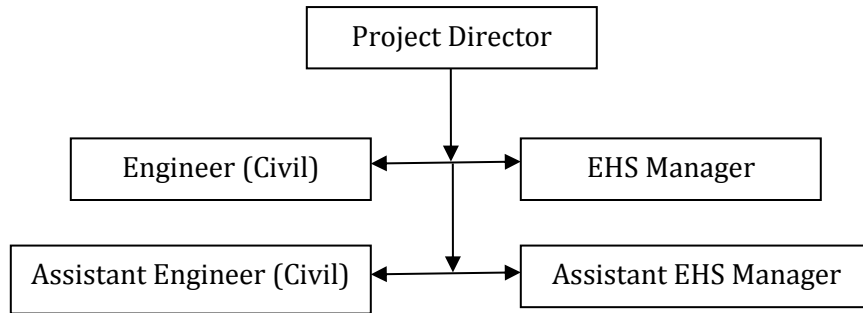 Project Director
Engineer (Civil)
EHS Manager
Assistant Engineer (Civil)
Assistant EHS Manager